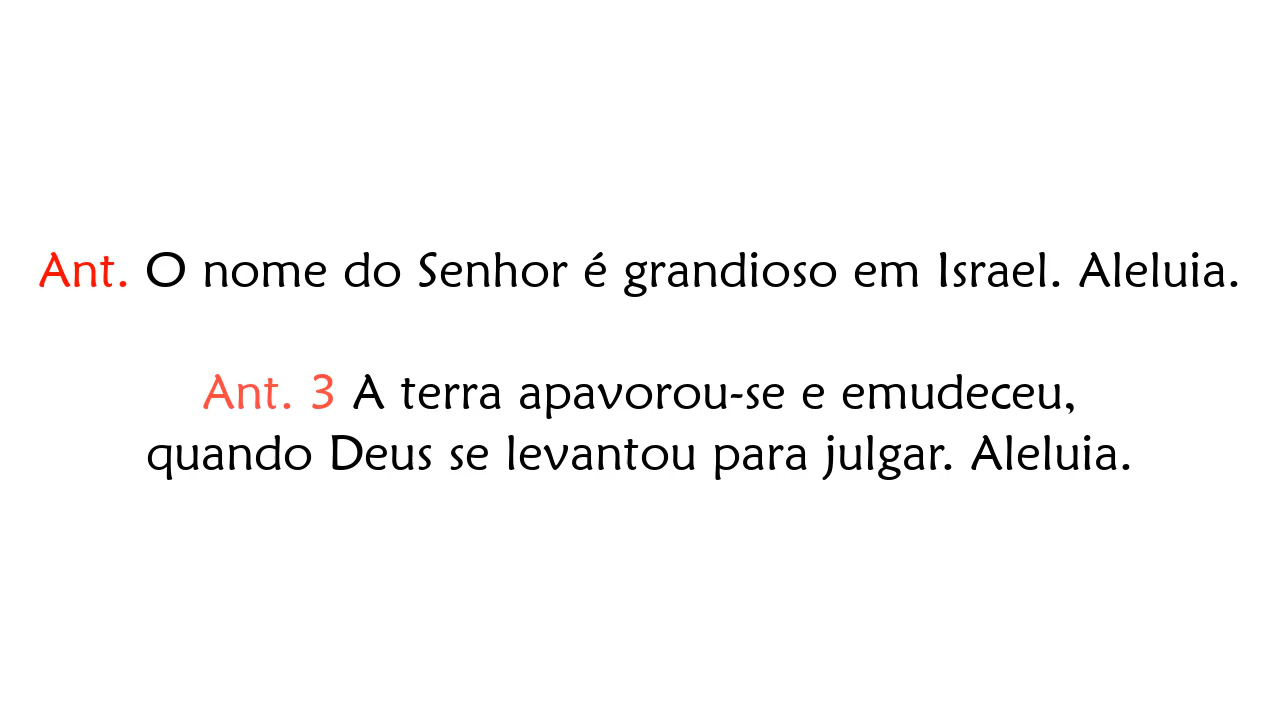 Ant. O nome do Senhor é grandioso em Israel. Aleluia.
Ant. 3 A terra apavorou-se e emudeceu,
quando Deus se levantou para julgar. Aleluia.